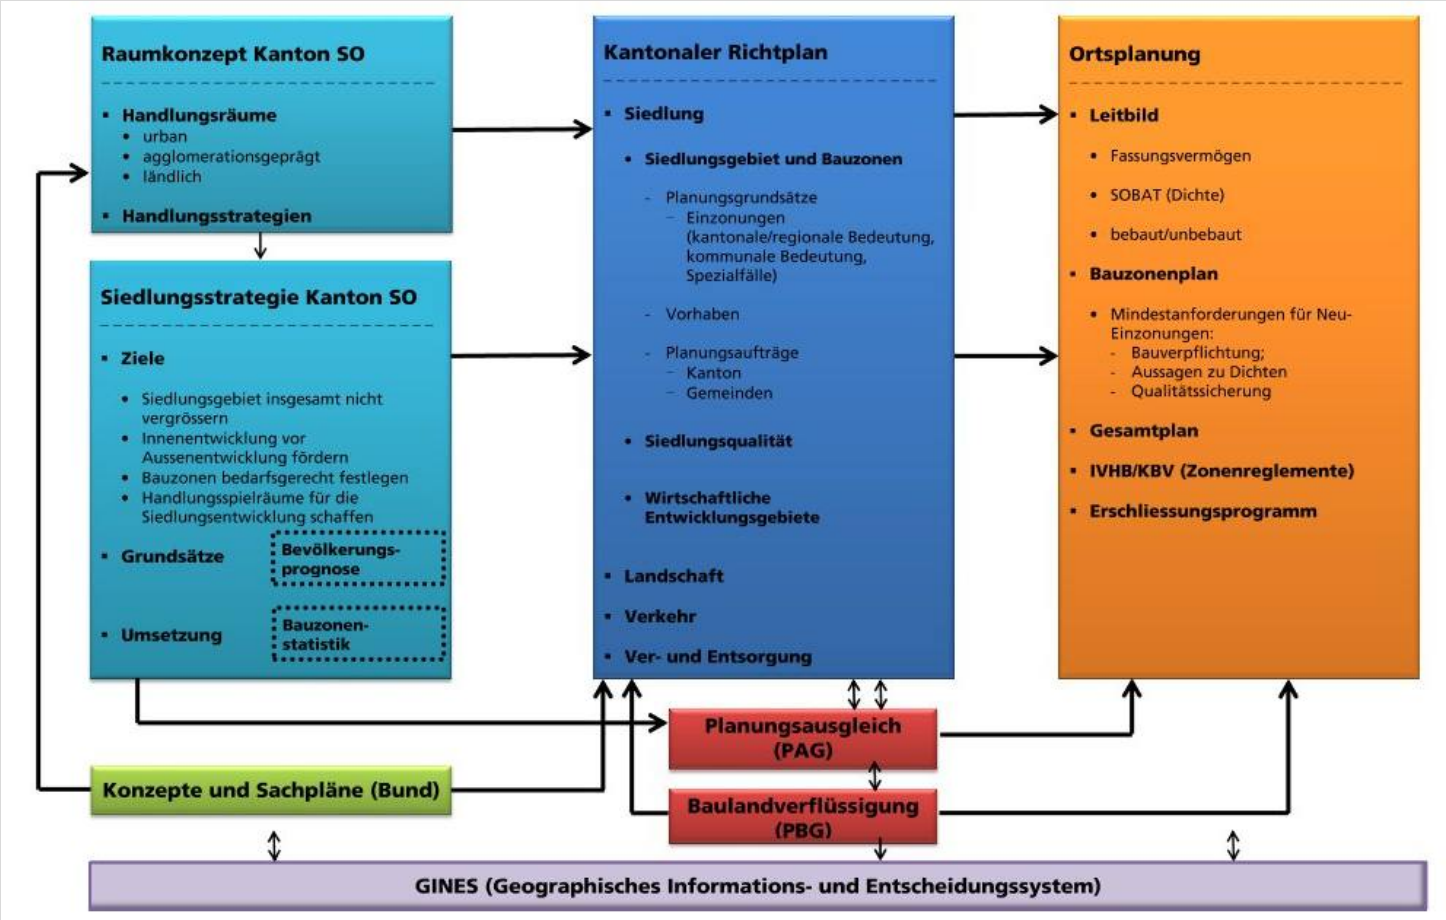 Raumkonzept Kanton SO
▪ Handlungsräume
• urban
• agglomerationsgeprägt
• ländlich
▪ Handlungsstrategien
Siedlungsstrategie Kanton SO
▪ Ziele
• Siedlungsgebiet insgesamt nicht
vergrössern
• Innenentwicklung vor
Aussenentwicklung fördern
• Bauzonen bedarfsgerecht festlegen
• Handlungsspielräume für die
Siedlungsentwicklung schaffen
▪ Grundsätze
Bevölkerungs-
prognose
▪ Umsetzung
Bauzonen-
statistik
Konzepte und Sachpläne (Bund)
Kantonaler Richtplan
▪ Siedlung
• Siedlungsgebiet und Bauzonen
- Planungsgrundsätze
– Einzonungen
(kantonale/regionale Bedeutung,
kommunale Bedeutung,
Spezialfälle)
- Vorhaben
- Planungsaufträge
– Kanton
– Gemeinden
• Siedlungsqualität
• Wirtschaftliche
Entwicklungsgebiete
▪ Landschaft
▪ Verkehr
▪ Ver- und Entsorgung
Planungsausgleich
(PAG)
Baulandverflüssigung
(PBG)
Ortsplanung
▪ Leitbild
• Fassungsvermögen
• SOBAT (Dichte)
• bebaut/unbebaut
▪ Bauzonenplan
• Mindestanforderungen für Neu-
Einzonungen:
- Bauverpflichtung;
- Aussagen zu Dichten
- Qualitätssicherung
▪ Gesamtplan
▪ IVHB/KBV (Zonenreglemente)
▪ Erschliessungsprogramm
GINES (Geographisches Informations- und Entscheidungssystem)